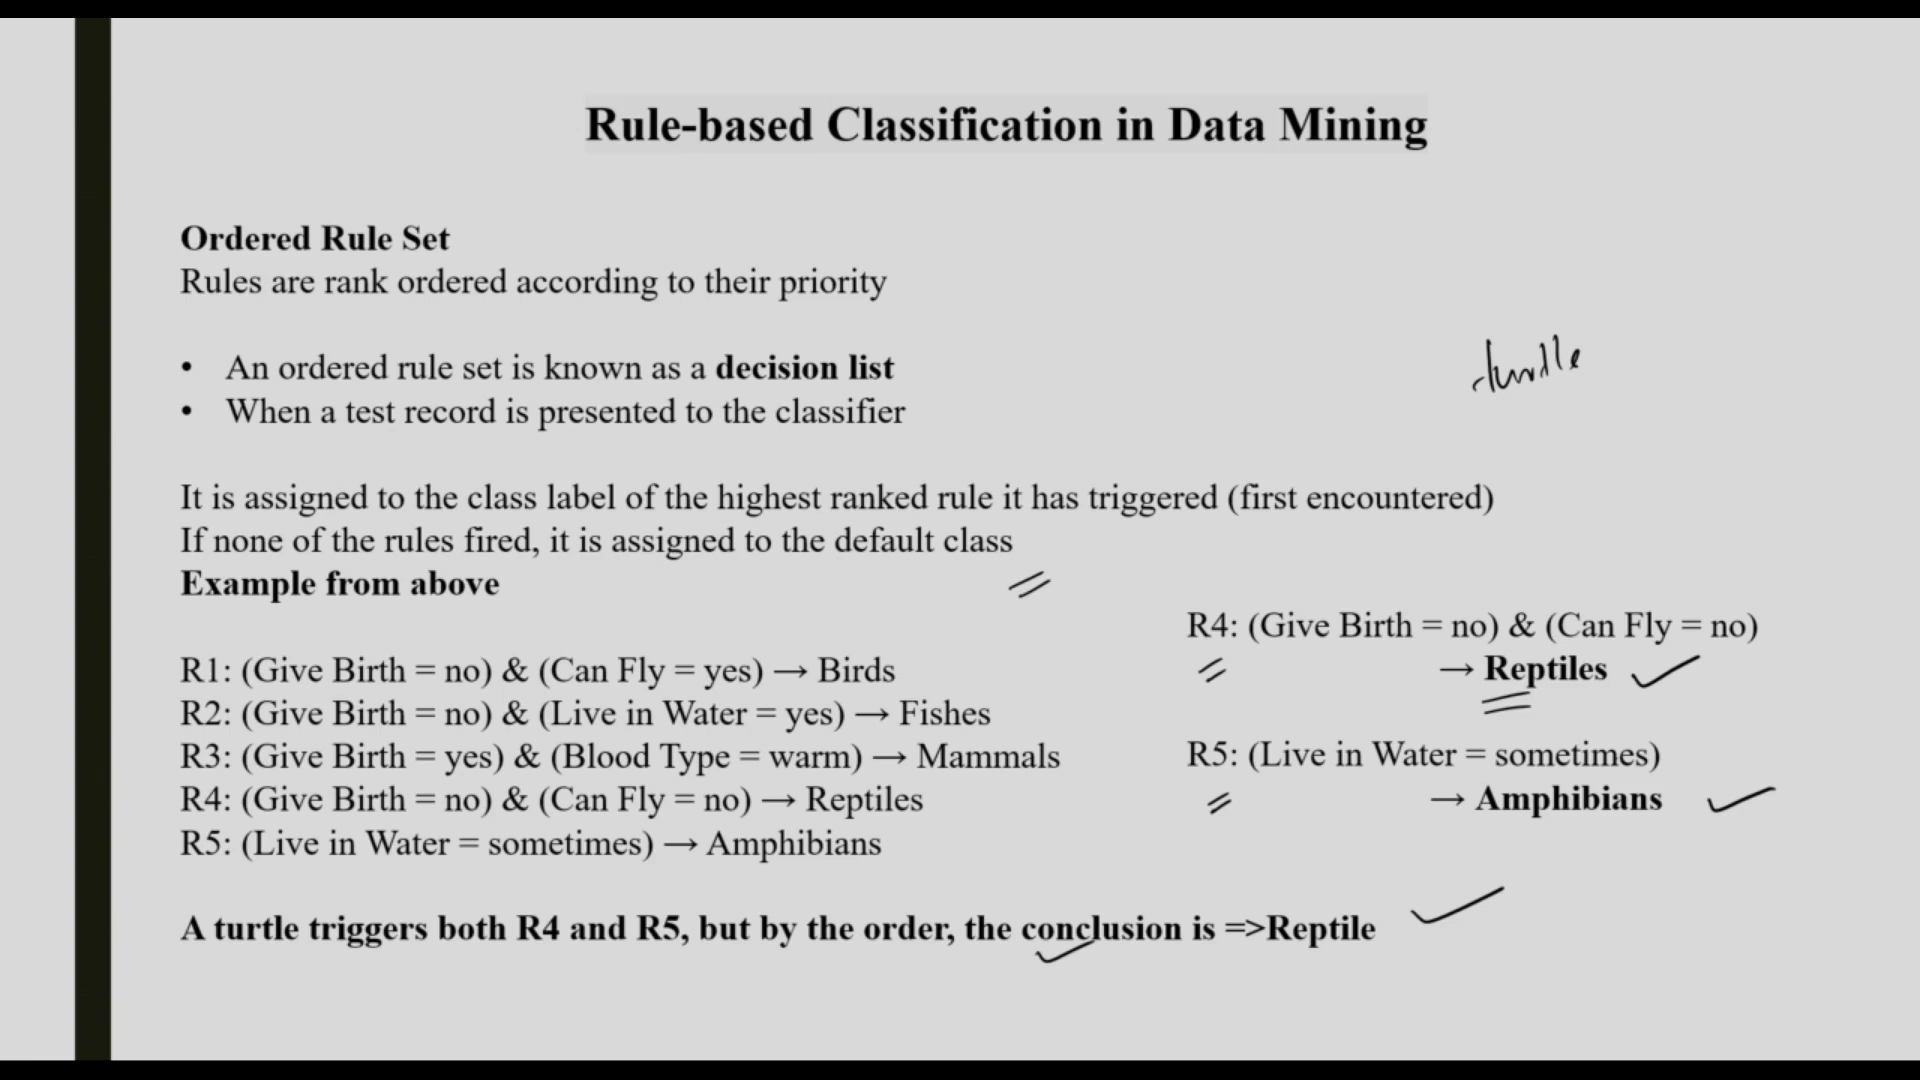 Rule-based Classification in Data Mining
Ordered Rule Set
Rules are rank ordered according to their priority
• An ordered rule set is known as a decision list
• When a test record is presented to the classifier
turtle
It is assigned to the class label of the highest ranked rule it has triggered (first encountered)
If none of the rules fired, it is assigned to the default class
Example from above
R1: (Give Birth = no) & (Can Fly = yes) → Birds
R2: (Give Birth = no) & (Live in Water = yes) → Fishes
R3: (Give Birth = yes) & (Blood Type = warm) → Mammals
R4: (Give Birth = no) & (Can Fly = no) → Reptiles
R5: (Live in Water = sometimes) → Amphibians
R4: (Give Birth = no) & (Can Fly = no)
→ Reptiles
R5: (Live in Water = sometimes)
→ Amphibians
A turtle triggers both R4 and R5, but by the order, the conclusion is =>Reptile